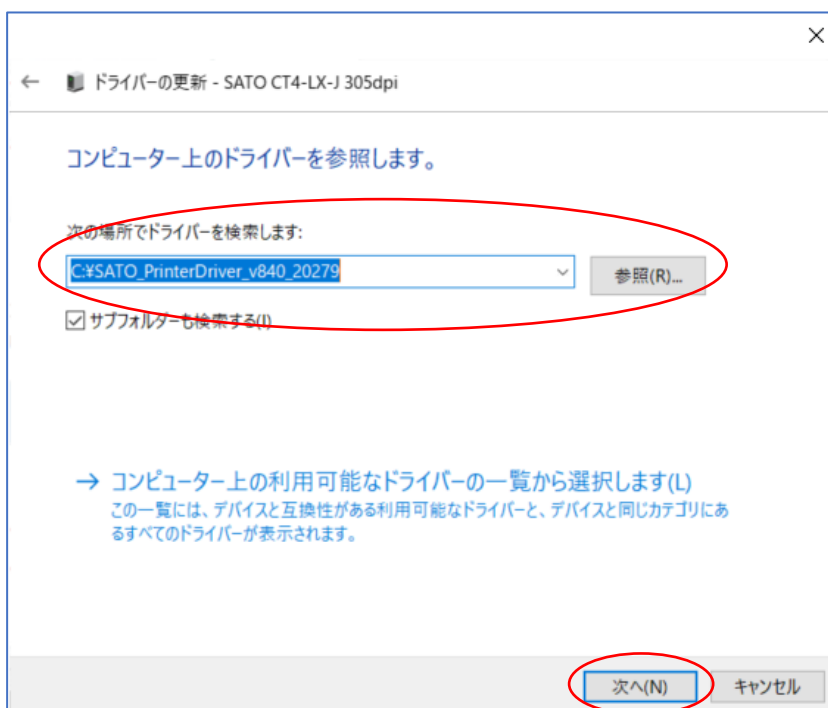 ドライバーの更新 - SATO CT4-LX-J 305dpi
コンピューター上のドライバーを参照します。
次の場所でドライバーを検索します:
C:¥SATO_PrinterDriver_v840_20279
参照(R)...
サブフォルダーも検索する(I)
コンピューター上の利用可能なドライバーの一覧から選択します(L)
この一覧には、デバイスと互換性がある利用可能なドライバーと、デバイスと同じカテゴリにあ
るすべてのドライバーが表示されます。
次へ(N)
キャンセル